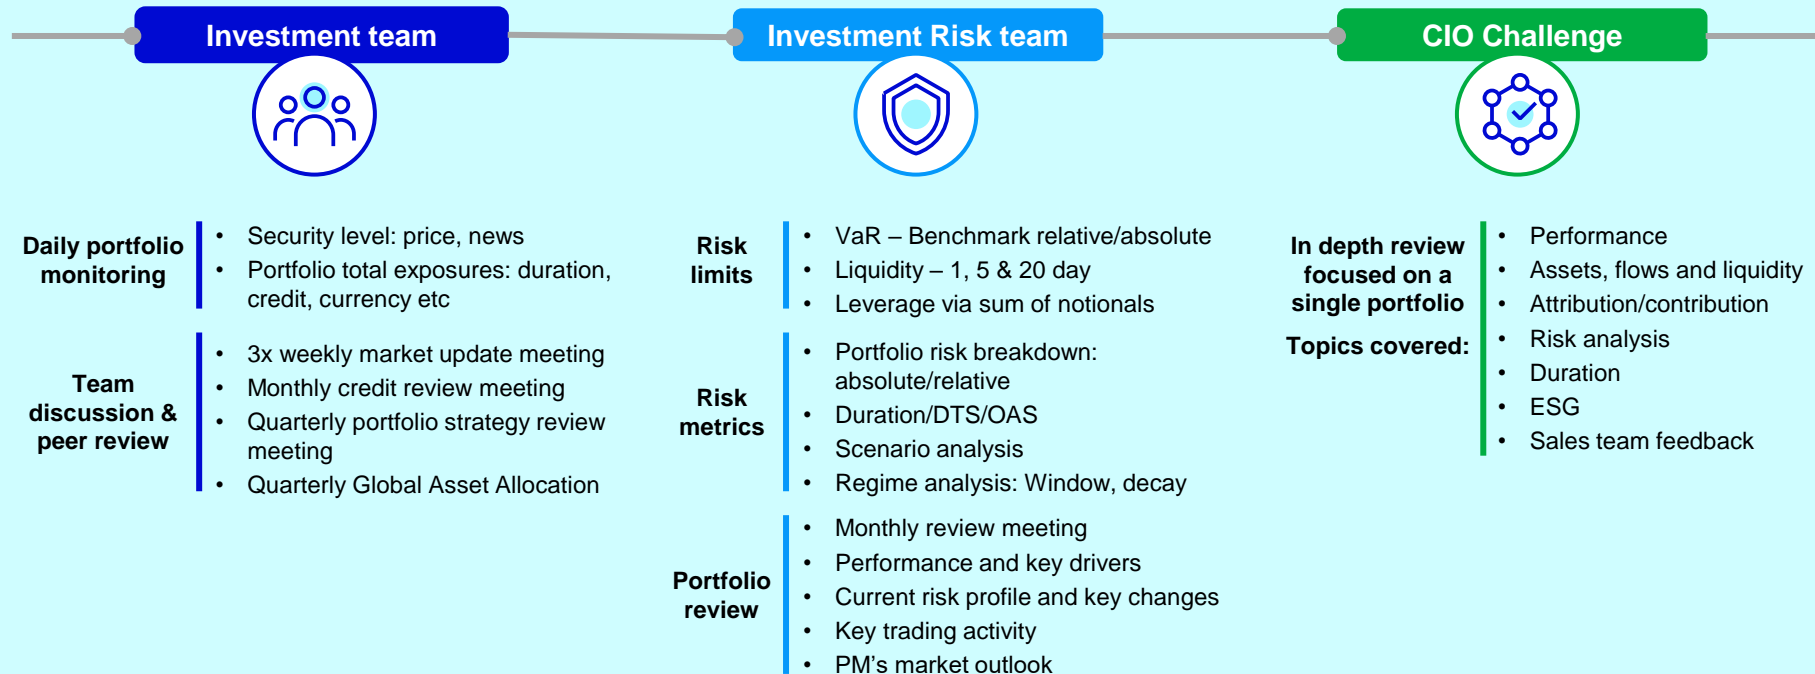 Investment team
Daily portfolio
monitoring
• Security level: price, news
• Portfolio total exposures: duration,
credit, currency etc
Team
discussion &
peer review
• 3x weekly market update meeting
• Monthly credit review meeting
• Quarterly portfolio strategy review
meeting
• Quarterly Global Asset Allocation
Investment Risk team
Risk
limits
• VaR – Benchmark relative/absolute
• Liquidity – 1, 5 & 20 day
• Leverage via sum of notionals
Risk
metrics
• Portfolio risk breakdown:
absolute/relative
• Duration/DTS/OAS
• Scenario analysis
• Regime analysis: Window, decay
Portfolio
review
• Monthly review meeting
• Performance and key drivers
• Current risk profile and key changes
• Key trading activity
• PM’s market outlook
CIO Challenge
In depth review
focused on a
single portfolio
Topics covered:
• Performance
• Assets, flows and liquidity
• Attribution/contribution
• Risk analysis
• Duration
• ESG
• Sales team feedback